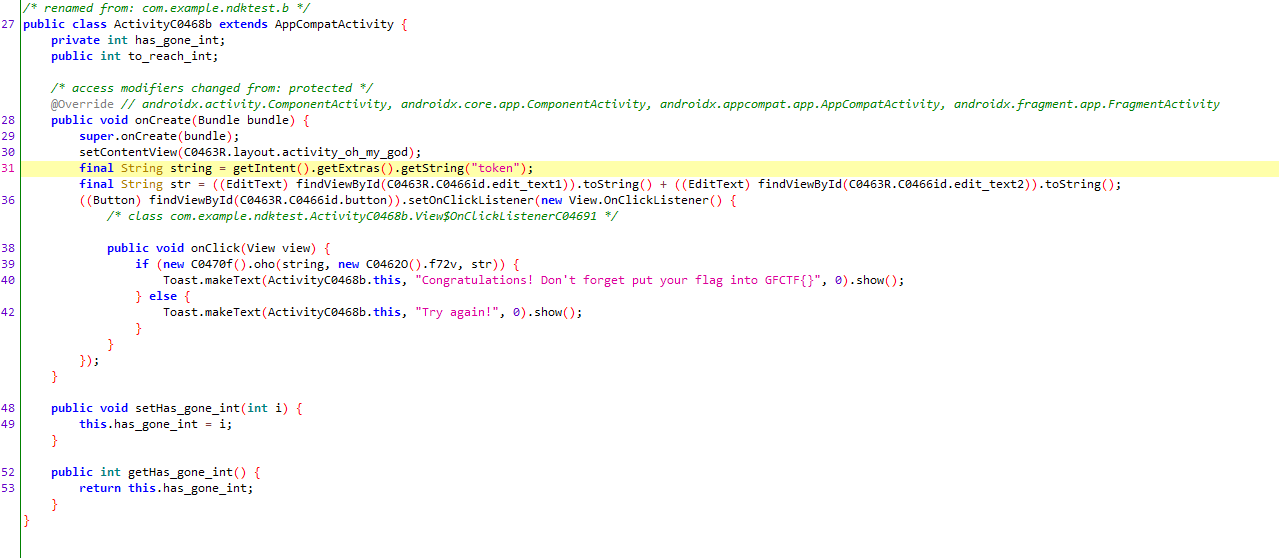 /* renamed from: com.example.ndktest.b */
27 public class ActivityC0468b extends AppCompatActivity {
private int has_gone_int;
public int to_reach_int;
/* access modifiers changed from: protected */
@Override // androidx.activity.ComponentActivity, androidx.core.app.ComponentActivity, androidx.appcompat.app.AppCompatActivity, androidx.fragment.app.FragmentActivity
28 public void onCreate(Bundle bundle) {
29 super.onCreate(bundle);
30 setContentView(C0463R.layout.activity_oh_my_god);
31 final String string = getIntent().getExtras().getString("token");
final String str = ((EditText) findViewById(C0463R.C0466id.edit_text1)).toString() + ((EditText) findViewById(C0463R.C0466id.edit_text2)).toString();
36 ((Button) findViewById(C0463R.C0466id.button)).setOnClickListener(new View.OnClickListener() {
/* class com.example.ndktest.ActivityC0468b.View$OnClickListenerC04691 */
38 public void onClick(View view) {
39 if (new C0470f().oho(string, new C0462O().f72v, str)) {
40 Toast.makeText(ActivityC0468b.this, "Congratulations! Don't forget put your flag into GFCTF{}", 0).show();
} else {
42 Toast.makeText(ActivityC0468b.this, "Try again!", 0).show();
}
}
});
}
48 public void setHas_gone_int(int i) {
49 this.has_gone_int = i;
}
52 public int getHas_gone_int() {
53 return this.has_gone_int;
}
}